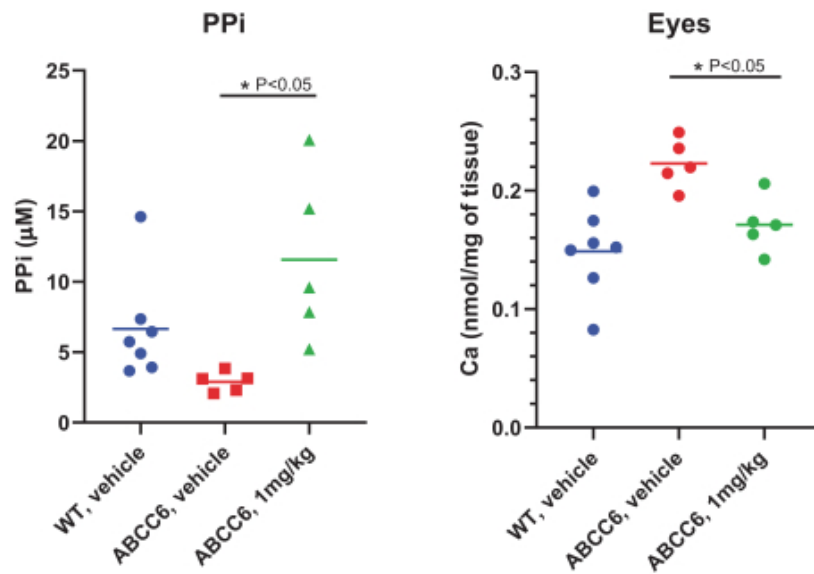 PPi
* P<0.05
25
20
15
10
5
0
PPi (μM)
WT, vehicle
ABCC6, vehicle
ABCC6, 1mg/kg
Eyes
* P<0.05
0.3
0.2
0.1
0.0
Ca (nmol/mg of tissue)
WT, vehicle
ABCC6, vehicle
ABCC6, 1mg/kg